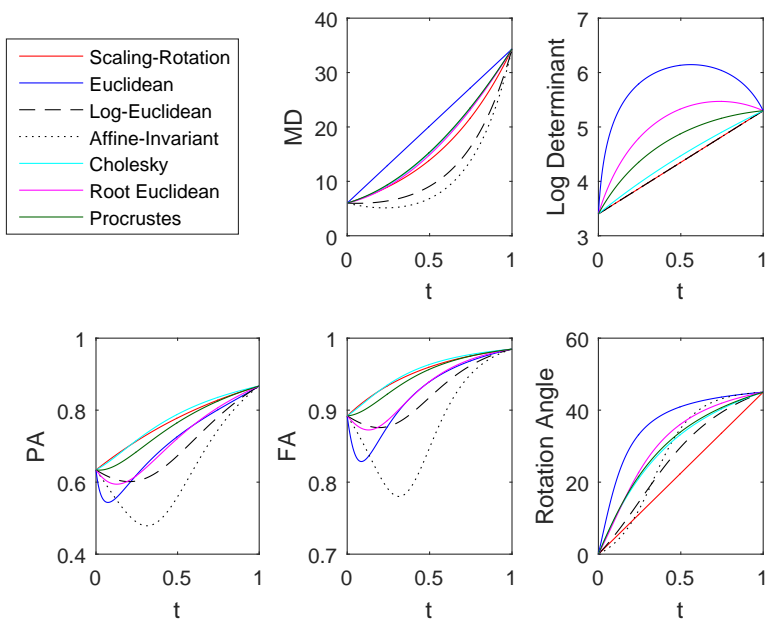 Scaling-Rotation
Euclidean
Log-Euclidean
Affine-Invariant
Cholesky
Root Euclidean
Procrustes
MD
40
30
20
10
0
0
0.5
1
t
Log Determinant
7
6
5
4
3
0
0.5
1
t
PA
1
0.8
0.6
0.4
0
0.5
1
t
FA
1
0.9
0.8
0.7
0
0.5
1
t
Rotation Angle
60
40
20
0
0
0.5
1
t